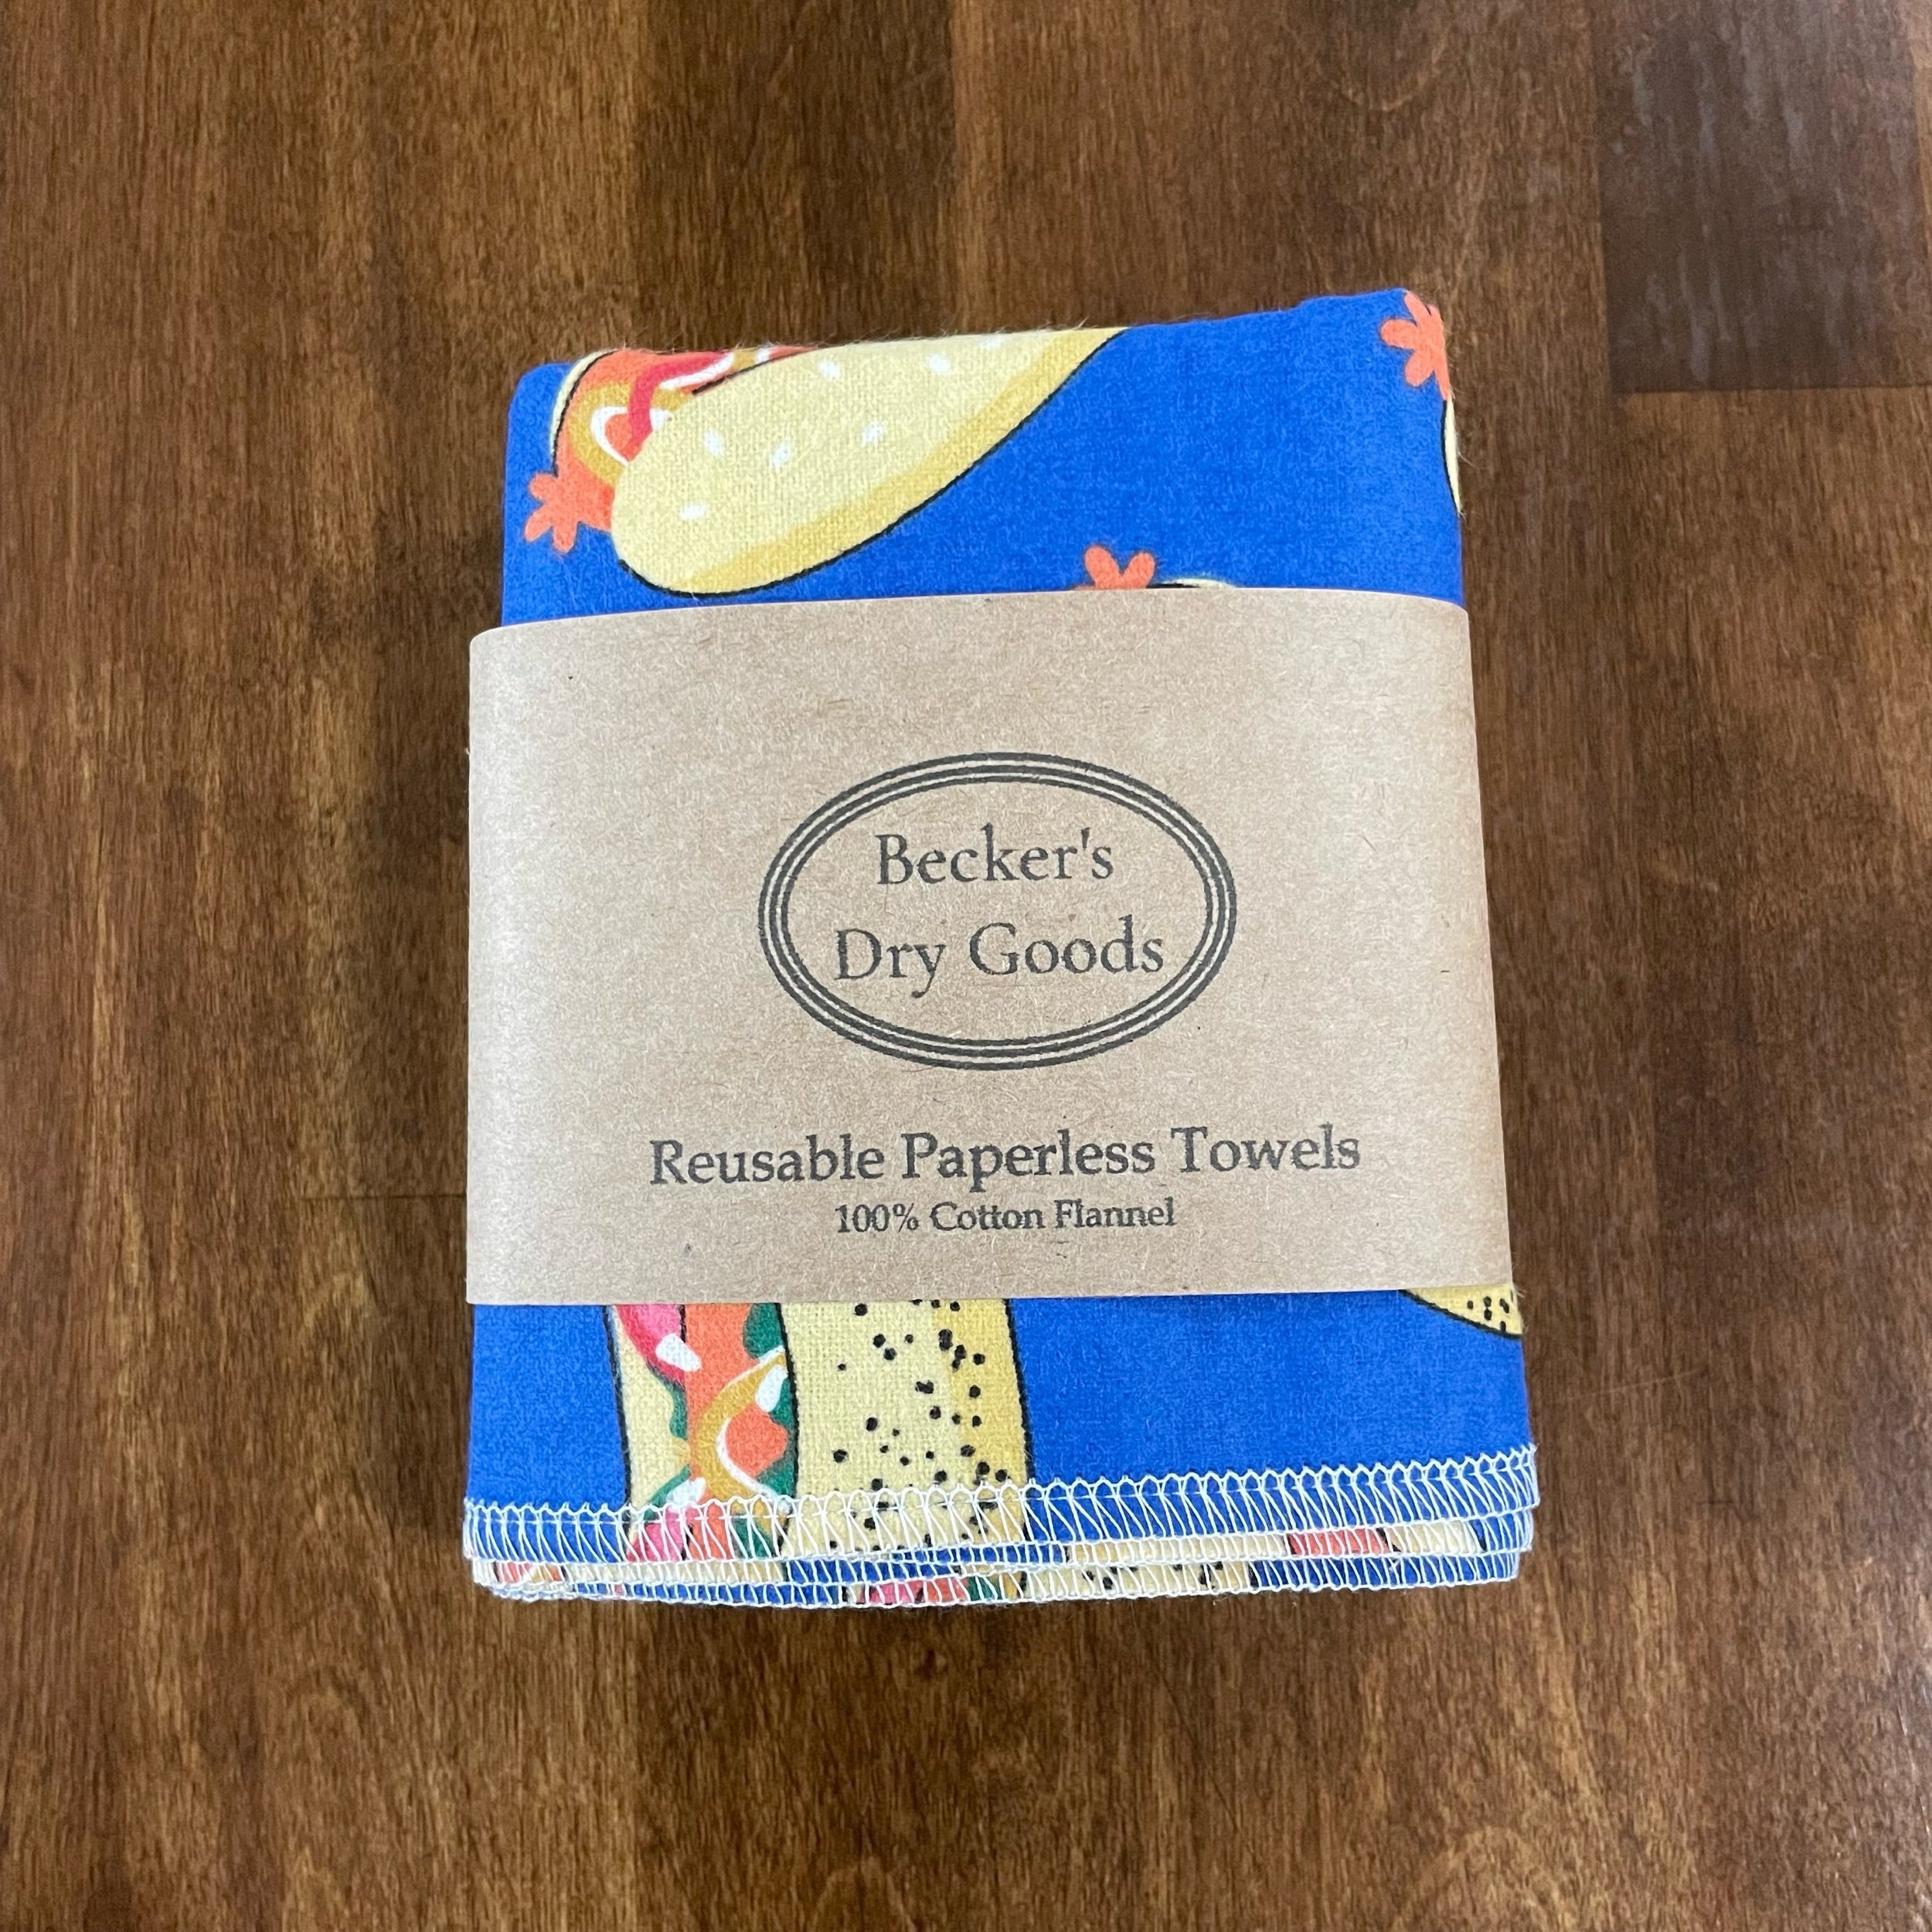 Becker's
Dry Goods
Reusable Paperless Towels
100% Cotton Flannel